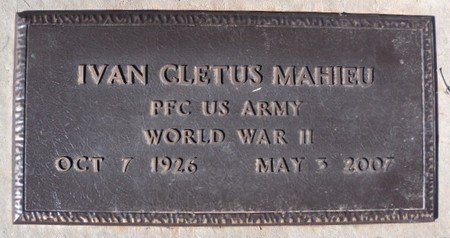 IVAN CLETUS MAHIEU
PFC US ARMY
WORLD WAR II
OCT 7 1926 MAY 3 2007